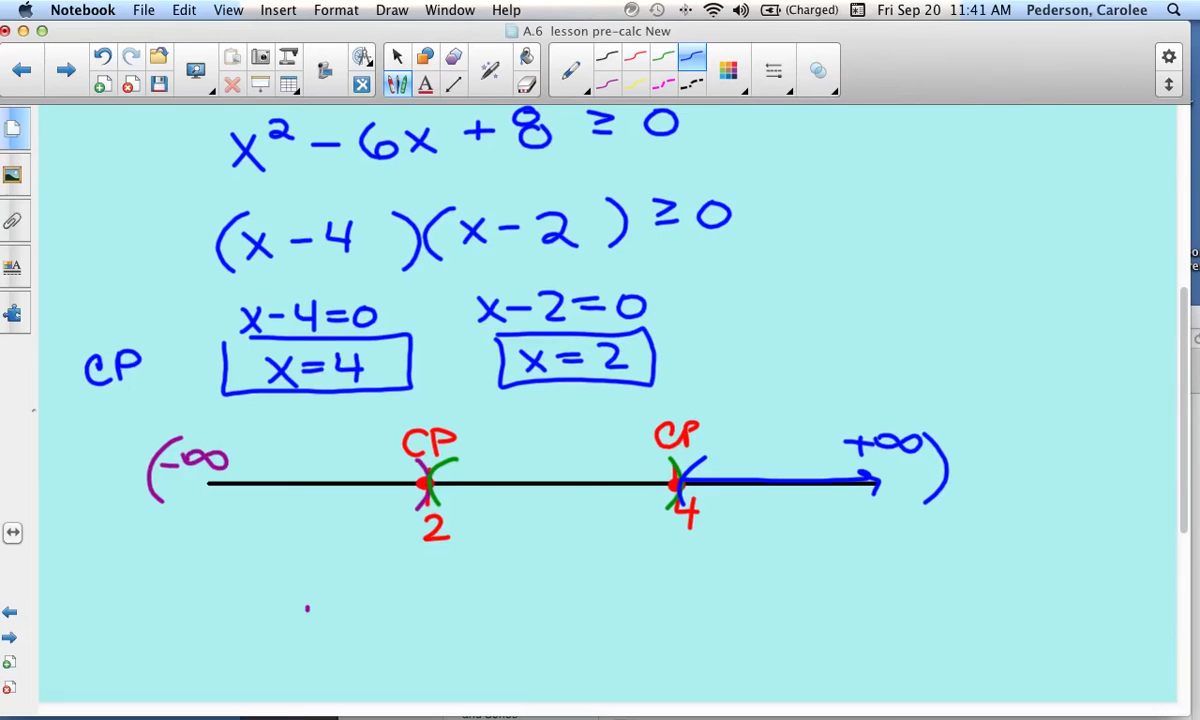 Notebook File Edit View Insert Format Draw Window Help (Charged) Fri Sep 20 11:41 AM Pederson, Carolee
A.6 lesson pre-calc New
x² - 6x + 8 ≥ 0
(x - 4 )(x - 2 ) ≥ 0
x - 4 = 0 x - 2 = 0
CP x = 4 x = 2
CP CP
(-∞ +∞)
2 4